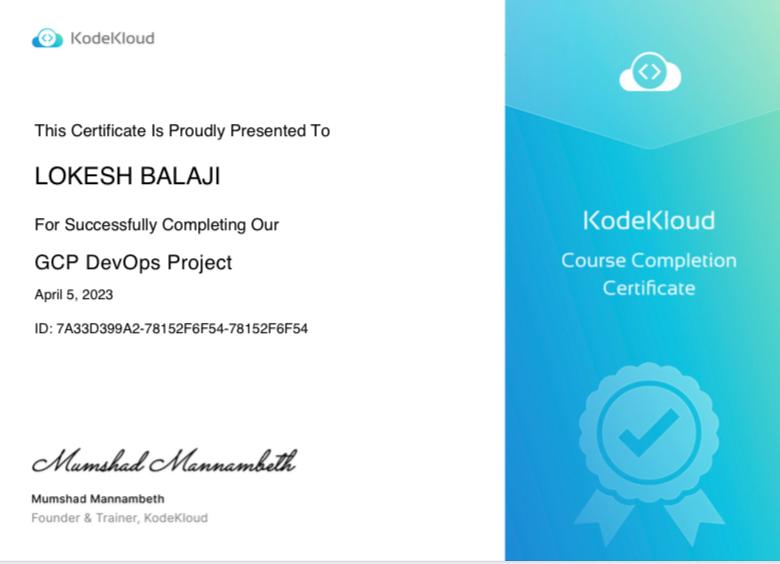 KodeKloud
This Certificate Is Proudly Presented To
LOKESH BALAJI
For Successfully Completing Our
GCP DevOps Project
April 5, 2023
ID: 7A33D399A2-78152F6F54-78152F6F54
Mumshad Mannambeth
Mumshad Mannambeth
Founder & Trainer, KodeKloud
KodeKloud
Course Completion
Certificate